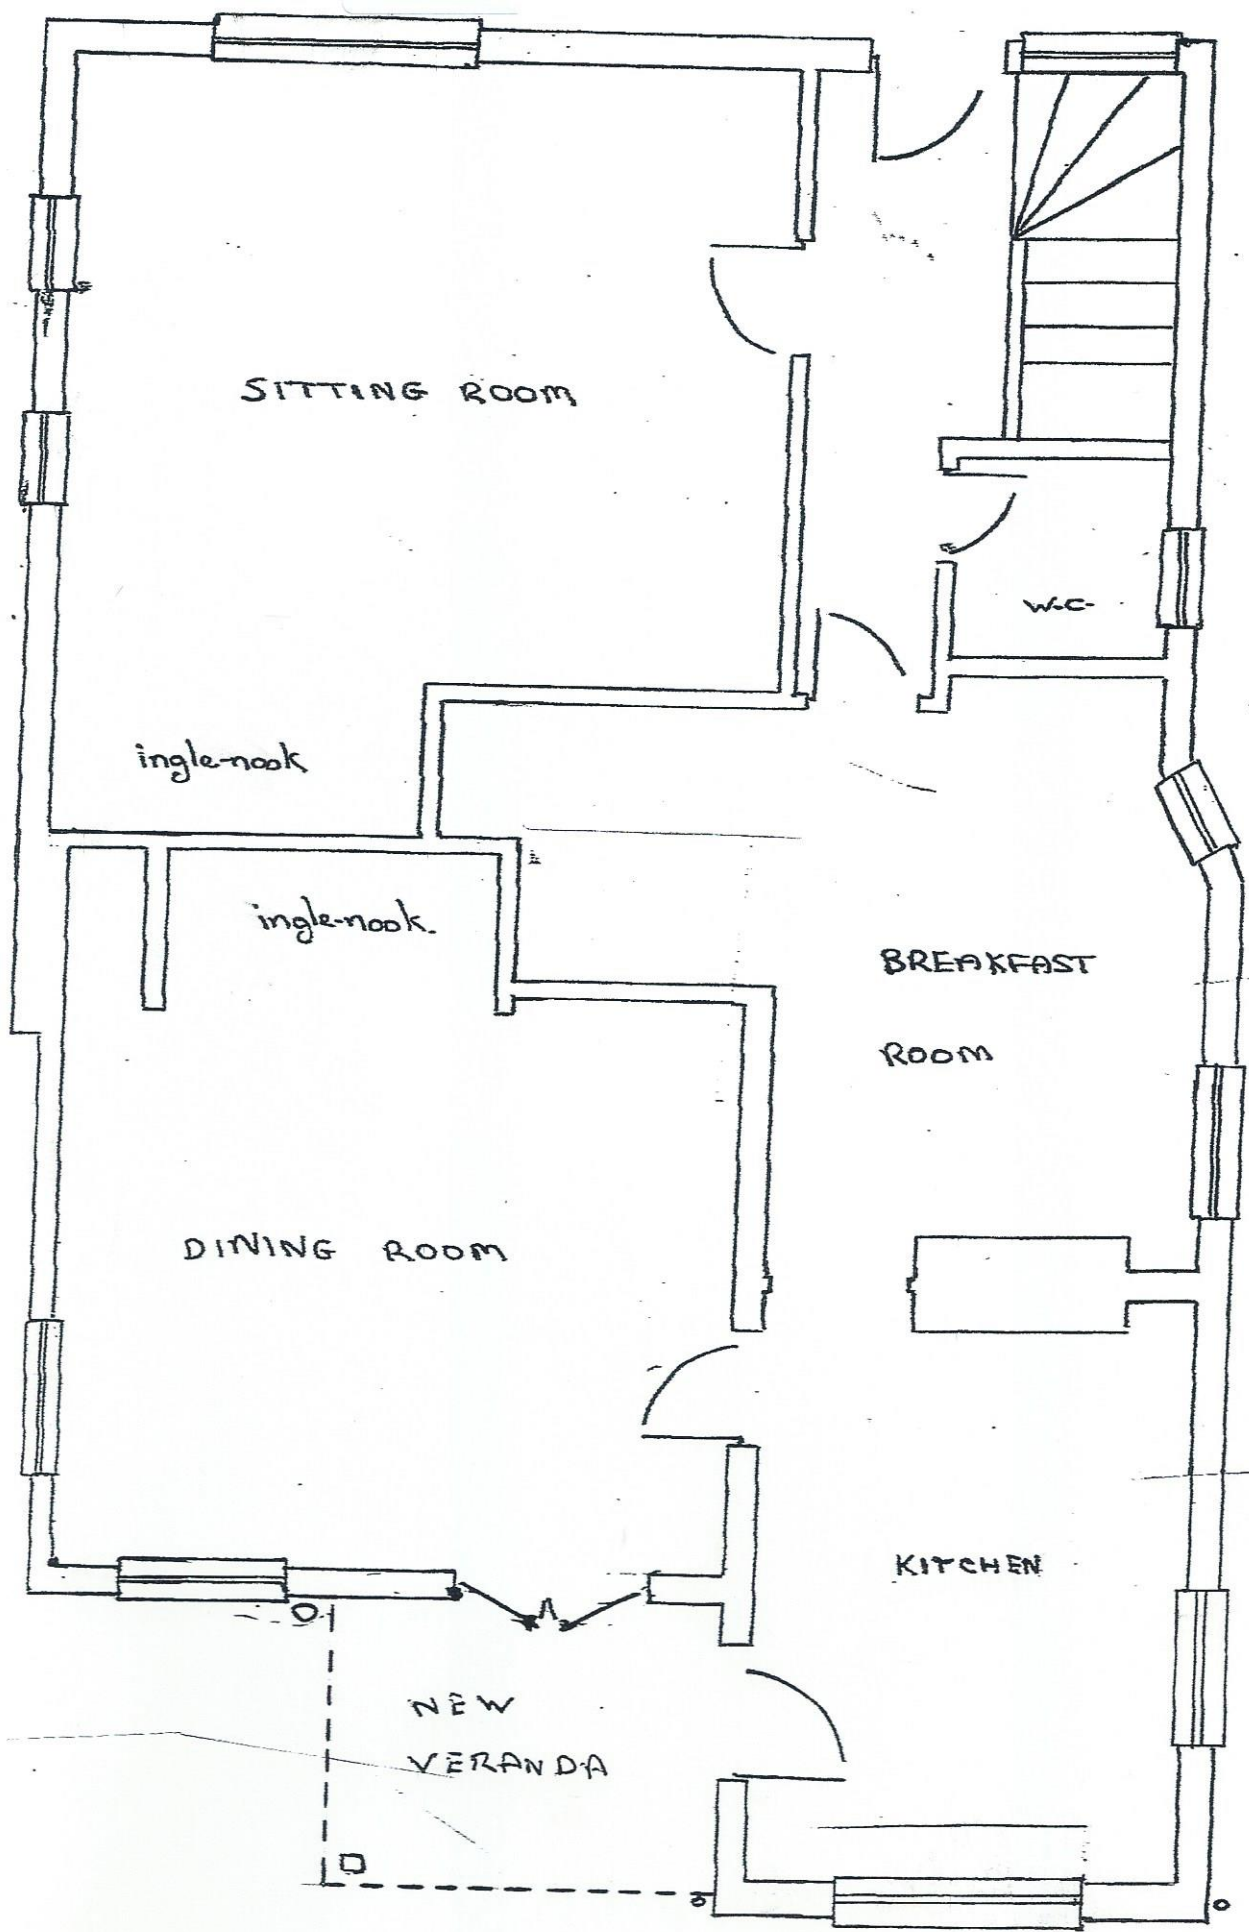 SITTING ROOM
W.C.
ingle-nook
ingle-nook.
BREAKFAST
ROOM
DINING ROOM
KITCHEN
NEW
VERANDA